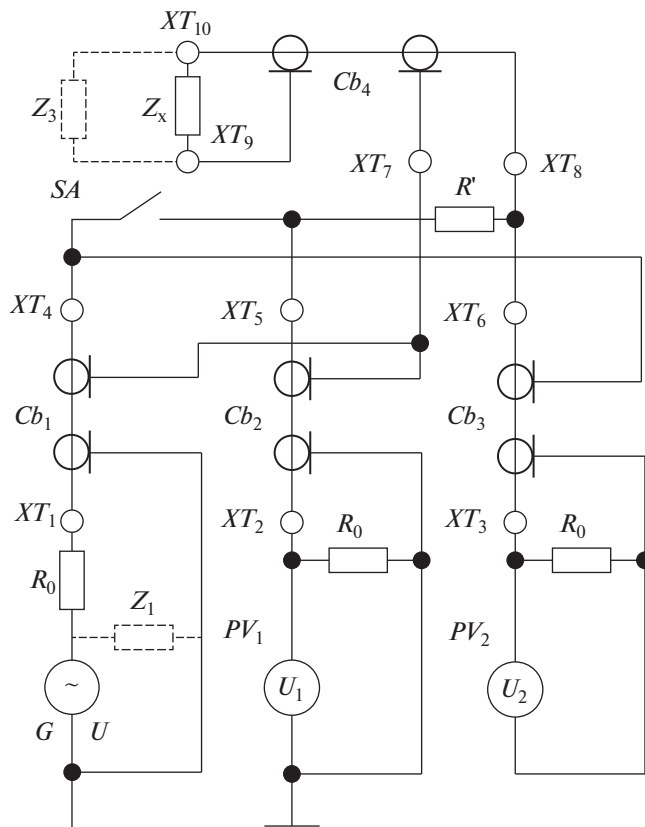 XT₁₀
Cb₄
Z₃
Zₓ
XT₉
XT₇
XT₈
SA
R'
XT₄
XT₅
XT₆
Cb₁
Cb₂
Cb₃
XT₁
XT₂
R₀
XT₃
R₀
R₀
Z₁
PV₁
PV₂
~
U₁
U₂
G
U